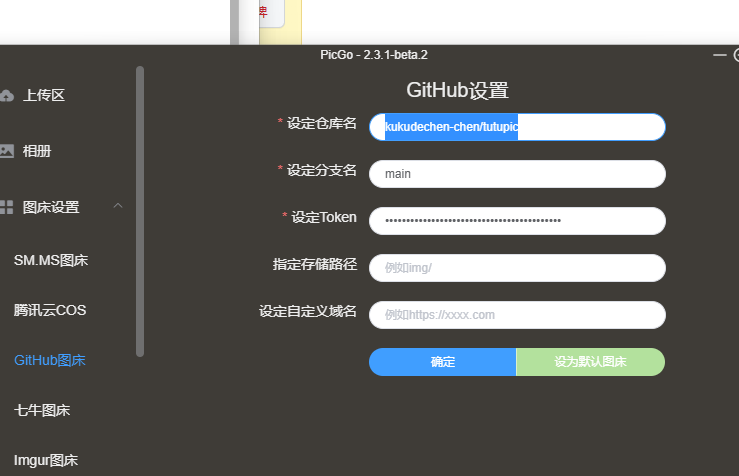 PicGo - 2.3.1-beta.2
上传区
相册
图床设置
SM.MS图床
腾讯云COS
GitHub图床
七牛图床
Imgur图床
GitHub设置
* 设定仓库名
kukudechen-chen/tutupic
* 设定分支名
main
* 设定Token
••••••••••••••••••••••••••••••••••••••••
指定存储路径
例如img/
设定自定义域名
例如https://xxxx.com
确定
设为默认图床